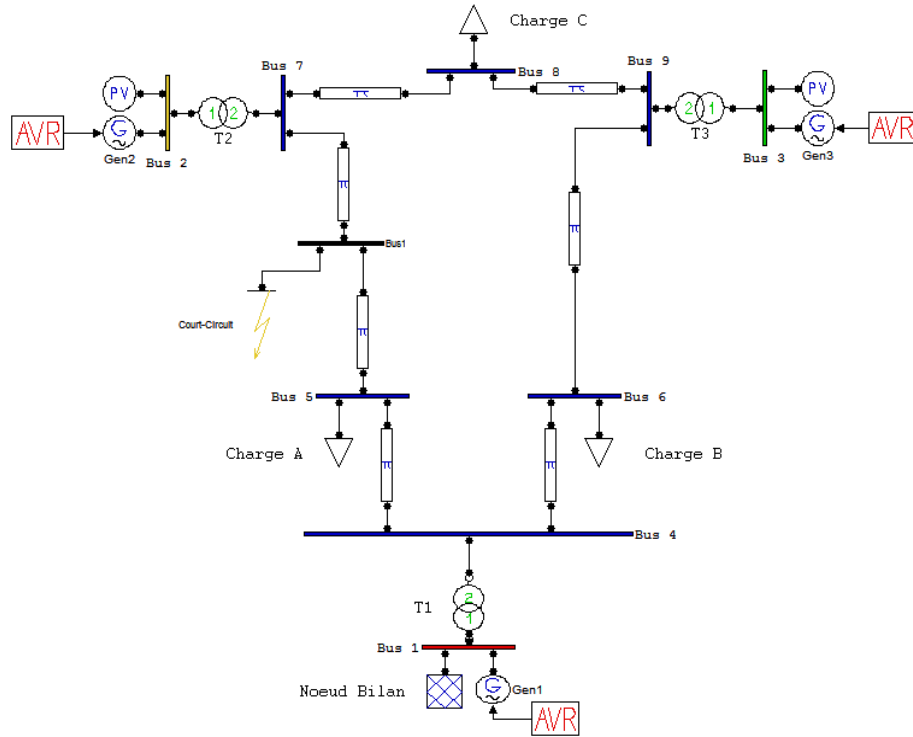 Charge C
Bus 7
Bus 8
Bus 9
π
π
PV
PV
1 2
2 1
AVR
G
T2
T3
G
AVR
Gen2
Bus 2
Bus 3
Gen3
π
π
Bus1
Court-Circuit
π
Bus 5
Bus 6
Charge A
π
π
Charge B
Bus 4
T1
2
1
Bus 1
Noeud Bilan
G
Gen1
AVR